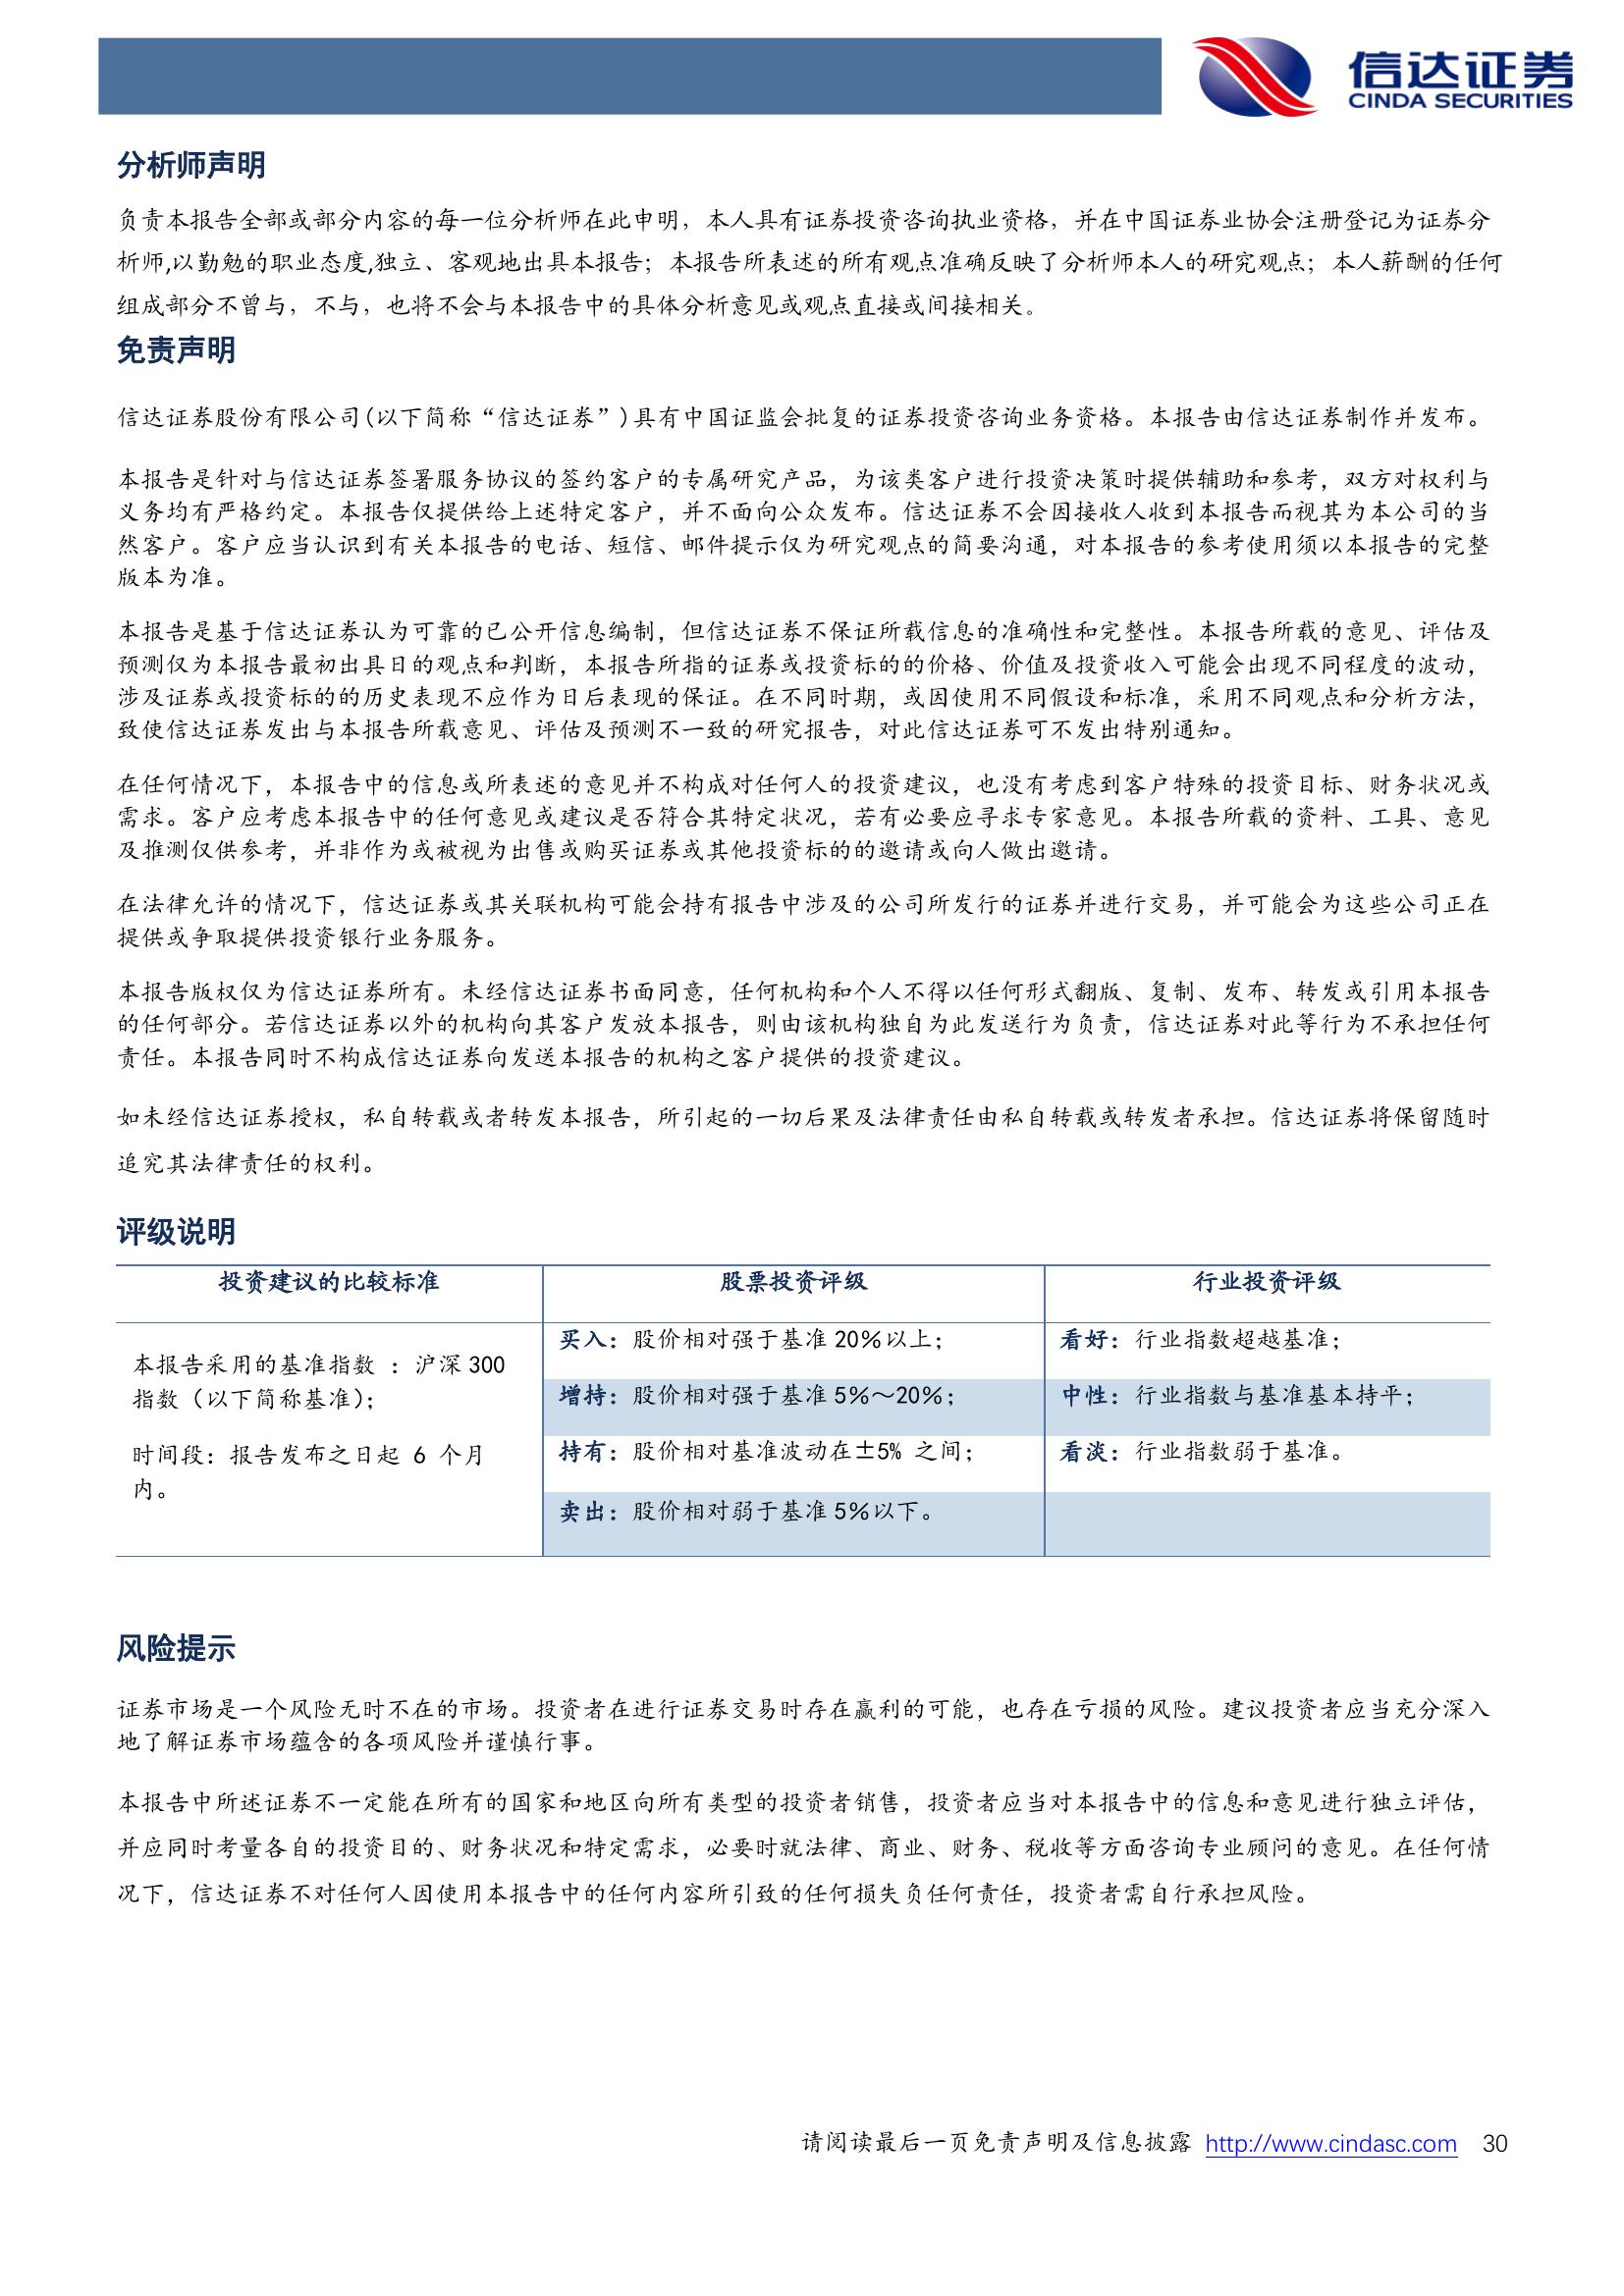 信达证券
CINDA SECURITIES
分析师声明
负责本报告全部或部分内容的每一位分析师在此申明，本人具有证券投资咨询执业资格，并在中国证券业协会注册登记为证券分
析师,以勤勉的职业态度,独立、客观地出具本报告；本报告所表述的所有观点准确反映了分析师本人的研究观点；本人薪酬的任何
组成部分不曾与，不与，也将不会与本报告中的具体分析意见或观点直接或间接相关。
免责声明
信达证券股份有限公司(以下简称“信达证券”)具有中国证监会批复的证券投资咨询业务资格。本报告由信达证券制作并发布。
本报告是针对与信达证券签署服务协议的签约客户的专属研究产品，为该类客户进行投资决策时提供辅助和参考，双方对权利与
义务均有严格约定。本报告仅提供给上述特定客户，并不面向公众发布。信达证券不会因接收人收到本报告而视其为本公司的当
然客户。客户应当认识到有关本报告的电话、短信、邮件提示仅为研究观点的简要沟通，对本报告的参考使用须以本报告的完整
版本为准。
本报告是基于信达证券认为可靠的已公开信息编制，但信达证券不保证所载信息的准确性和完整性。本报告所载的意见、评估及
预测仅为本报告最初出具日的观点和判断，本报告所指的证券或投资标的的价格、价值及投资收入可能会出现不同程度的波动，
涉及证券或投资标的的历史表现不应作为日后表现的保证。在不同时期，或因使用不同假设和标准，采用不同观点和分析方法，
致使信达证券发出与本报告所载意见、评估及预测不一致的研究报告，对此信达证券可不发出特别通知。
在任何情况下，本报告中的信息或所表述的意见并不构成对任何人的投资建议，也没有考虑到客户特殊的投资目标、财务状况或
需求。客户应考虑本报告中的任何意见或建议是否符合其特定状况，若有必要应寻求专家意见。本报告所载的资料、工具、意见
及推测仅供参考，并非作为或被视为出售或购买证券或其他投资标的的邀请或向人做出邀请。
在法律允许的情况下，信达证券或其关联机构可能会持有报告中涉及的公司所发行的证券并进行交易，并可能会为这些公司正在
提供或争取提供投资银行业务服务。
本报告版权仅为信达证券所有。未经信达证券书面同意，任何机构和个人不得以任何形式翻版、复制、发布、转发或引用本报告
的任何部分。若信达证券以外的机构向其客户发放本报告，则由该机构独自为此发送行为负责，信达证券对此等行为不承担任何
责任。本报告同时不构成信达证券向发送本报告的机构之客户提供的投资建议。
如未经信达证券授权，私自转载或者转发本报告，所引起的一切后果及法律责任由私自转载或转发者承担。信达证券将保留随时
追究其法律责任的权利。
评级说明
投资建议的比较标准 股票投资评级 行业投资评级
本报告采用的基准指数 ：沪深 300
指数（以下简称基准）；
时间段：报告发布之日起 6 个月
内。
买入：股价相对强于基准 20％以上；
增持：股价相对强于基准 5％～20％；
持有：股价相对基准波动在±5% 之间；
卖出：股价相对弱于基准 5％以下。
看好：行业指数超越基准；
中性：行业指数与基准基本持平；
看淡：行业指数弱于基准。
风险提示
证券市场是一个风险无时不在的市场。投资者在进行证券交易时存在赢利的可能，也存在亏损的风险。建议投资者应当充分深入
地了解证券市场蕴含的各项风险并谨慎行事。
本报告中所述证券不一定能在所有的国家和地区向所有类型的投资者销售，投资者应当对本报告中的信息和意见进行独立评估，
并应同时考量各自的投资目的、财务状况和特定需求，必要时就法律、商业、财务、税收等方面咨询专业顾问的意见。在任何情
况下，信达证券不对任何人因使用本报告中的任何内容所引致的任何损失负任何责任，投资者需自行承担风险。
请阅读最后一页免责声明及信息披露 http://www.cindasc.com 30